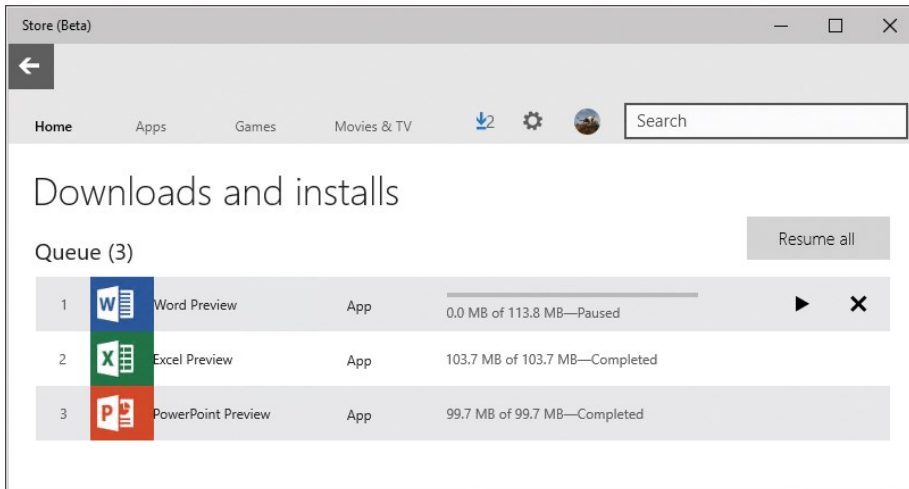 Store (Beta)
Home Apps Games Movies & TV 2 Search
Downloads and installs
Resume all
Queue (3)
1 Word Preview App 0.0 MB of 113.8 MB—Paused
2 Excel Preview App 103.7 MB of 103.7 MB—Completed
3 PowerPoint Preview App 99.7 MB of 99.7 MB—Completed